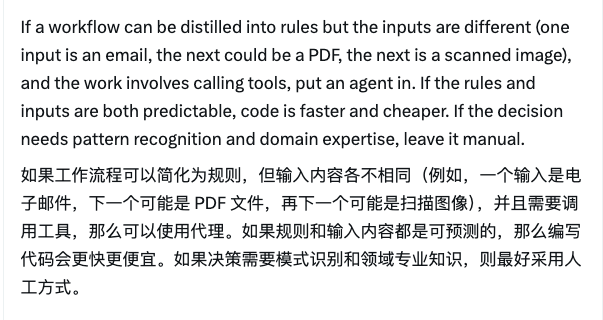 If a workflow can be distilled into rules but the inputs are different (one
input is an email, the next could be a PDF, the next is a scanned image),
and the work involves calling tools, put an agent in. If the rules and
inputs are both predictable, code is faster and cheaper. If the decision
needs pattern recognition and domain expertise, leave it manual.
如果工作流程可以简化为规则，但输入内容各不相同（例如，一个输入是电
子邮件，下一个可能是 PDF 文件，再下一个可能是扫描图像），并且需要调
用工具，那么可以使用代理。如果规则和输入内容都是可预测的，那么编写
代码会更快更便宜。如果决策需要模式识别和领域专业知识，则最好采用人
工方式。